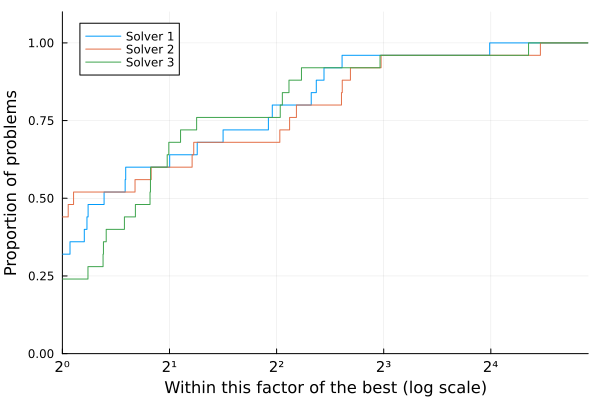 Solver 1
Solver 2
Solver 3
1.00
0.75
0.50
0.25
0.00
Proportion of problems
2⁰ 2¹ 2² 2³ 2⁴
Within this factor of the best (log scale)